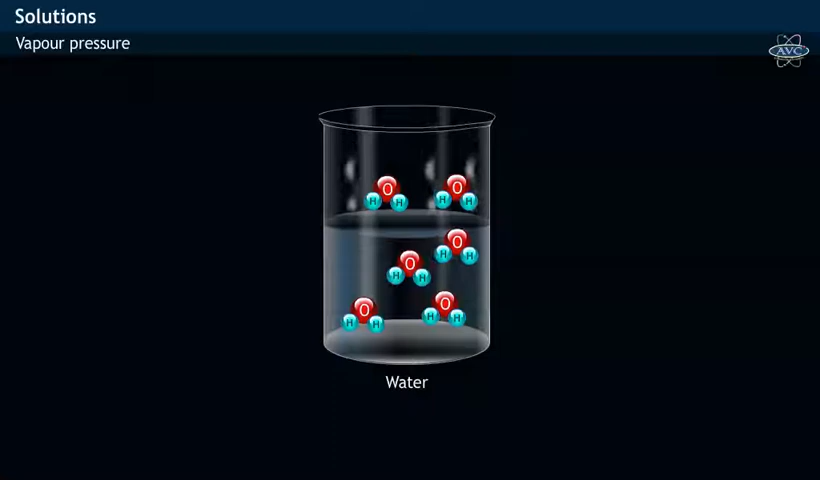 Solutions
Vapour pressure
AVC
O O
H H H H
O
H H
O
H H
O
H H
O
H H
Water